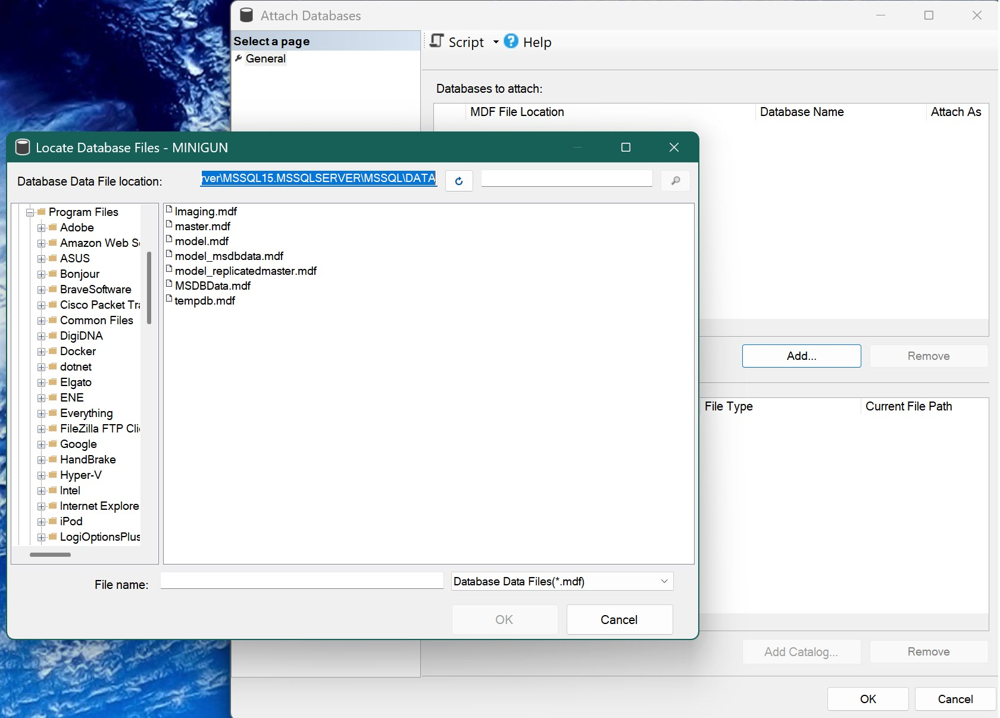 Attach Databases
Select a page
General
Script
Help
Databases to attach:
MDF File Location
Database Name
Attach As
Add...
Remove
File Type
Current File Path
Add Catalog...
Remove
OK
Cancel
Locate Database Files - MINIGUN
Database Data File location:
rver\MSSQL15.MSSQLSERVER\MSSQL\DATA
Program Files
Adobe
Amazon Web Se
ASUS
Bonjour
BraveSoftware
Cisco Packet Tra
Common Files
DigiDNA
Docker
dotnet
Elgato
ENE
Everything
FileZilla FTP Clie
Google
HandBrake
Hyper-V
Intel
Internet Explore
iPod
LogiOptionsPlus
Imaging.mdf
master.mdf
model.mdf
model_msdbdata.mdf
model_replicatedmaster.mdf
MSDBData.mdf
tempdb.mdf
File name:
Database Data Files(*.mdf)
OK
Cancel